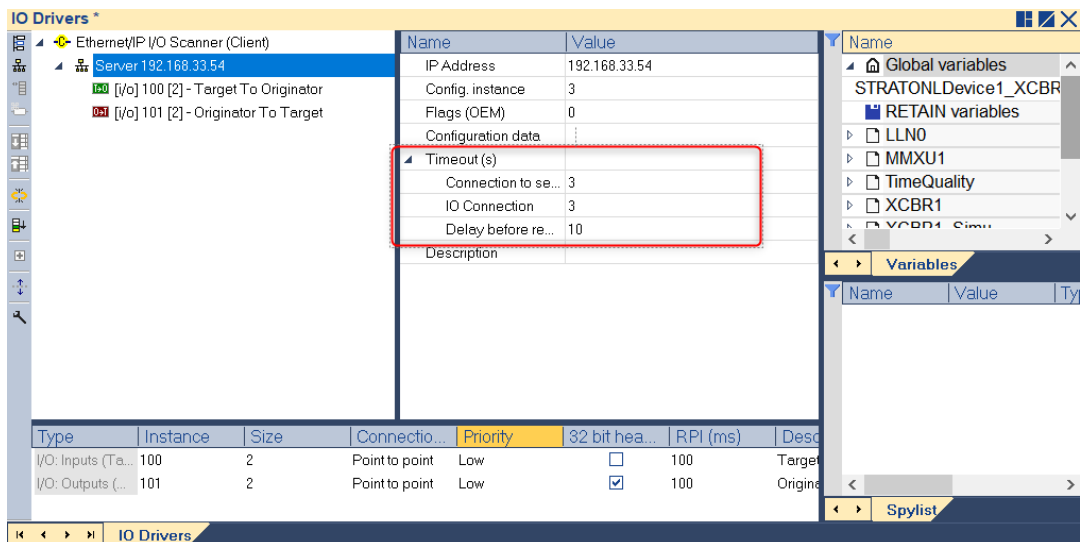 IO Drivers *
Ethernet/IP I/O Scanner (Client)
Server 192.168.33.54
[i/o] 100 [2] - Target To Originator
[i/o] 101 [2] - Originator To Target
Name Value
IP Address 192.168.33.54
Config. instance 3
Flags (OEM) 0
Configuration data
Timeout (s)
Connection to se... 3
IO Connection 3
Delay before re... 10
Description
Name
Global variables
STRATONLDevice1_XCBR
RETAIN variables
LLN0
MMXU1
TimeQuality
XCBR1
XCBR1_Simu
Variables
Name Value Ty
Type Instance Size Connectio... Priority 32 bit hea... RPI (ms) Desc
I/O: Inputs (Ta... 100 2 Point to point Low 100 Target
I/O: Outputs (... 101 2 Point to point Low 100 Origina
Spylist
IO Drivers